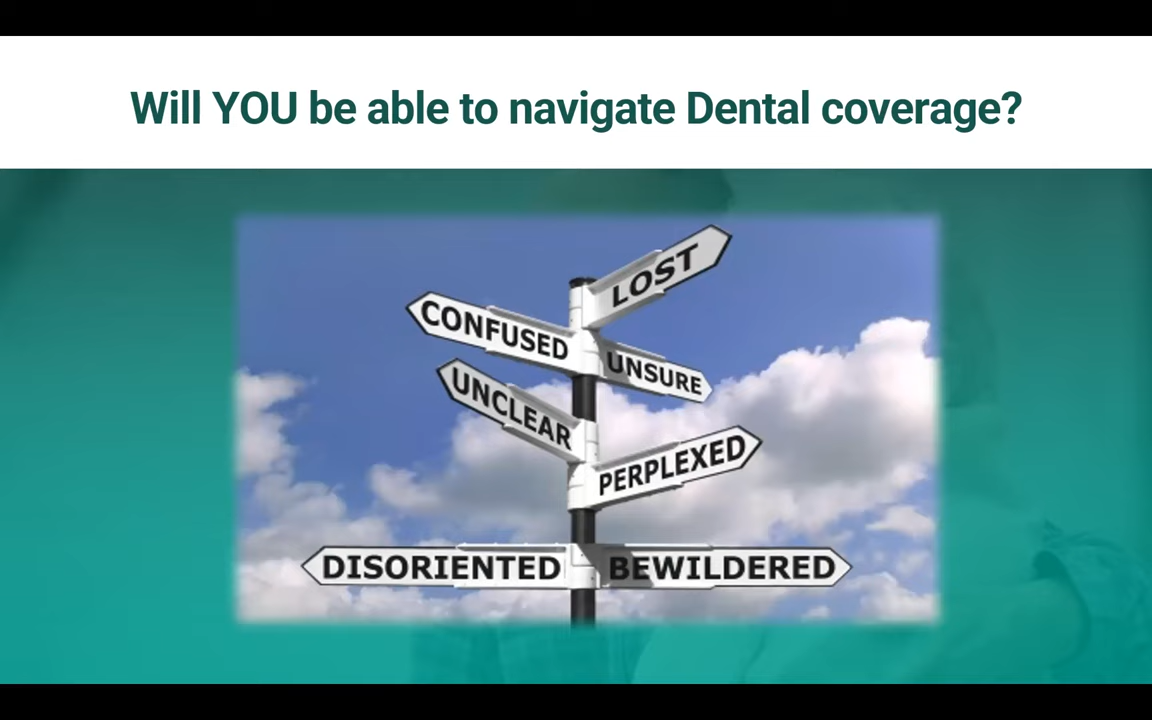 Will YOU be able to navigate Dental coverage?
LOST
CONFUSED
UNSURE
UNCLEAR
PERPLEXED
DISORIENTED
BEWILDERED